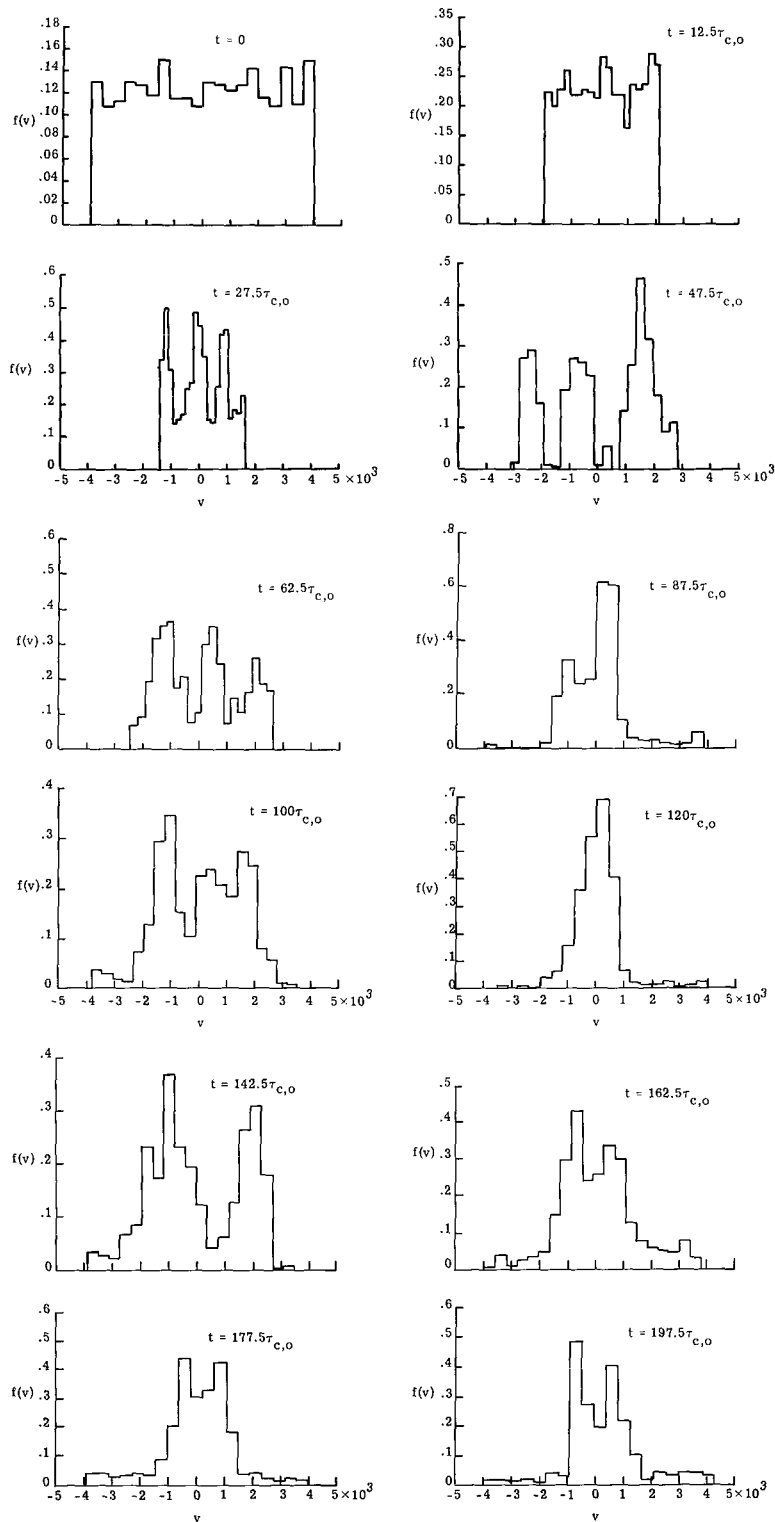 t = 0
.18
.16
.14
.12
f(v)
.10
.08
.06
.04
.02
0
t = 12.5τc,o
.35
.30
.25
f(v)
.20
.15
.10
.05
0
t = 27.5τc,o
.6
.5
.4
f(v)
.3
.2
.1
0
-5 -4 -3 -2 -1 0 1 2 3 4 5×10³
v
t = 47.5τc,o
.5
.4
f(v)
.3
.2
.1
0
-5 -4 -3 -2 -1 0 1 2 3 4 5×10³
v
t = 62.5τc,o
.6
.5
.4
f(v) .3
.2
.1
0
t = 87.5τc,o
.8
.6
f(v) .4
.2
0
t = 100τc,o
.4
.3
f(v) .2
.1
0
-5 -4 -3 -2 -1 0 1 2 3 4 5×10³
v
t = 120τc,o
.7
.6
.5
.4
f(v)
.3
.2
.1
0
-5 -4 -3 -2 -1 0 1 2 3 4 5×10³
v
t = 142.5τc,o
.4
.3
f(v) .2
.1
0
t = 162.5τc,o
.5
.4
f(v) .3
.2
.1
0
t = 177.5τc,o
.6
.5
.4
f(v) .3
.2
.1
0
-5 -4 -3 -2 -1 0 1 2 3 4 5×10³
v
t = 197.5τc,o
.6
.5
.4
f(v)
.3
.2
.1
0
-5 -4 -3 -2 -1 0 1 2 3 4 5×10³
v